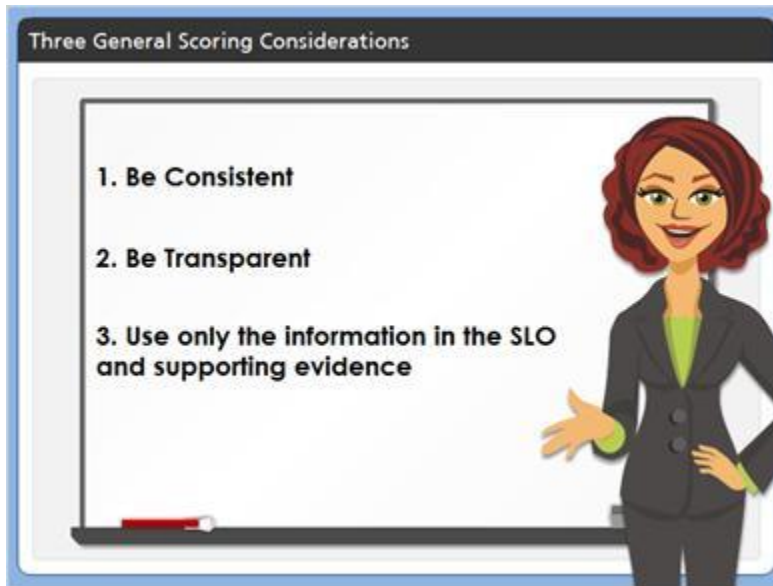 Three General Scoring Considerations
1. Be Consistent
2. Be Transparent
3. Use only the information in the SLO
and supporting evidence